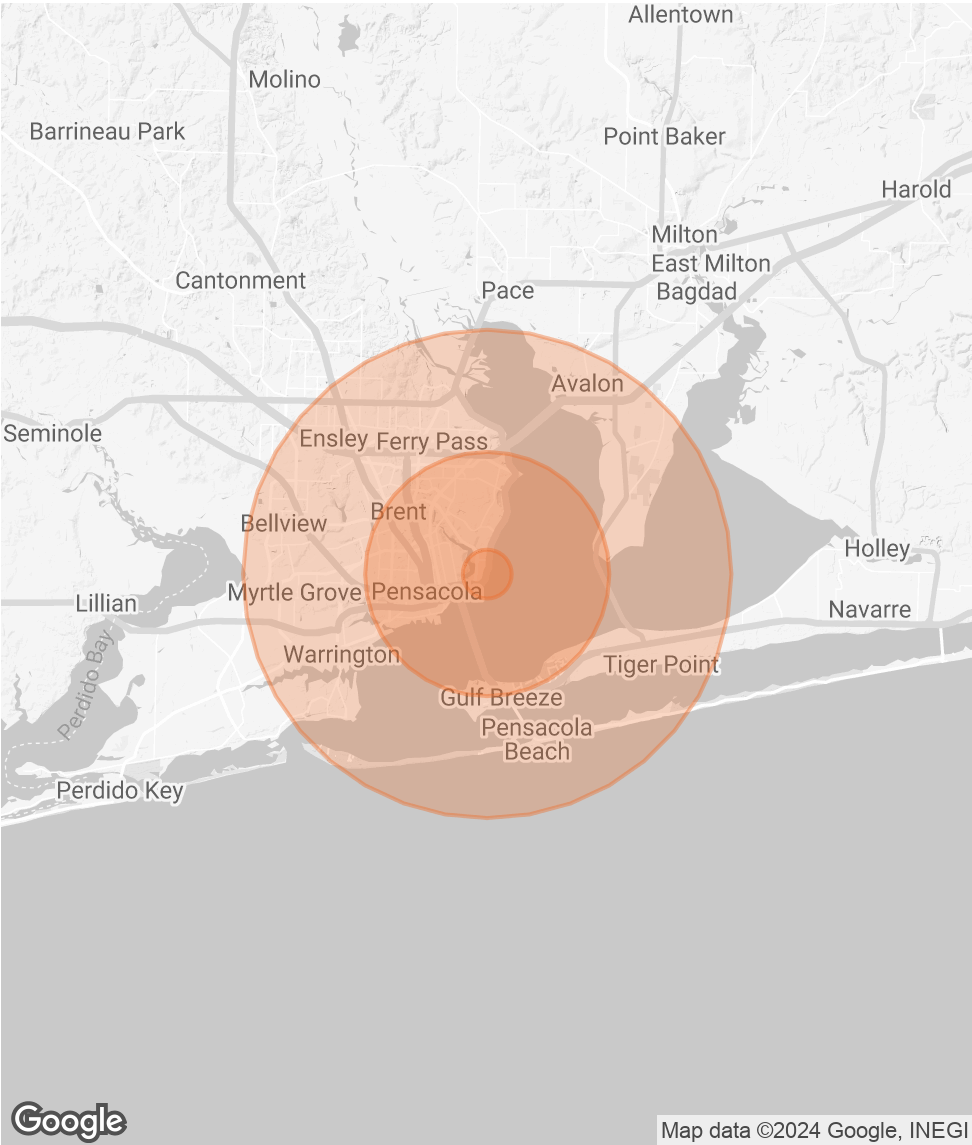 Allentown
Molino
Barrineau Park
Point Baker
Harold
Milton
East Milton
Cantonment
Pace
Bagdad
Avalon
Seminole
Ensley
Ferry Pass
Brent
Bellview
Holley
Myrtle Grove
Pensacola
Lillian
Navarre
Perdido Bay
Warrington
Tiger Point
Gulf Breeze
Pensacola
Beach
Perdido Key
Google
Map data ©2024 Google, INEGI